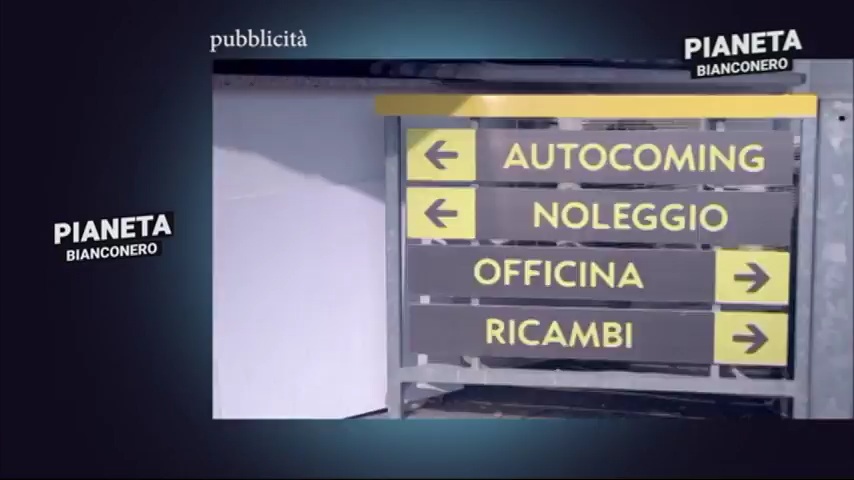 pubblicità
PIANETA
BIANCONERO
AUTOCOMING
NOLEGGIO
PIANETA
BIANCONERO
OFFICINA
RICAMBI